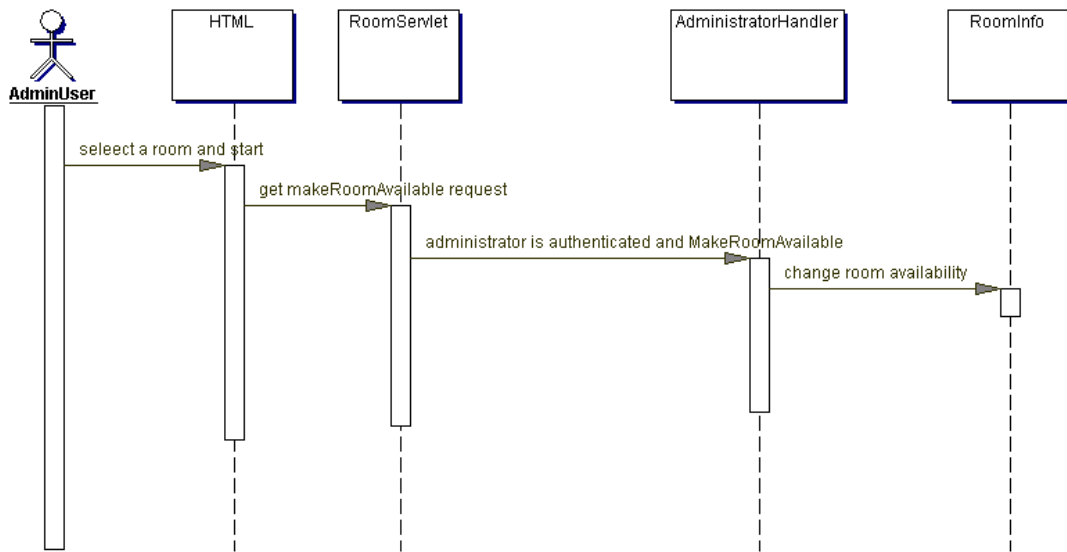 HTML
RoomServlet
AdministratorHandler
RoomInfo
AdminUser
seleect a room and start
get makeRoomAvailable request
administrator is authenticated and MakeRoomAvailable
change room availability